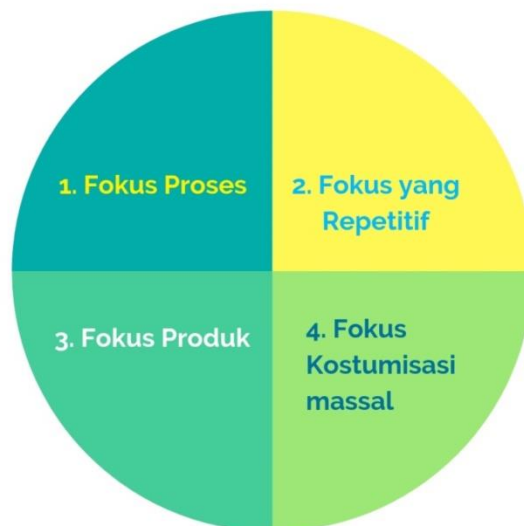 1. Fokus Proses
2. Fokus yang
Repetitif
3. Fokus Produk
4. Fokus
Kostumisasi
massal